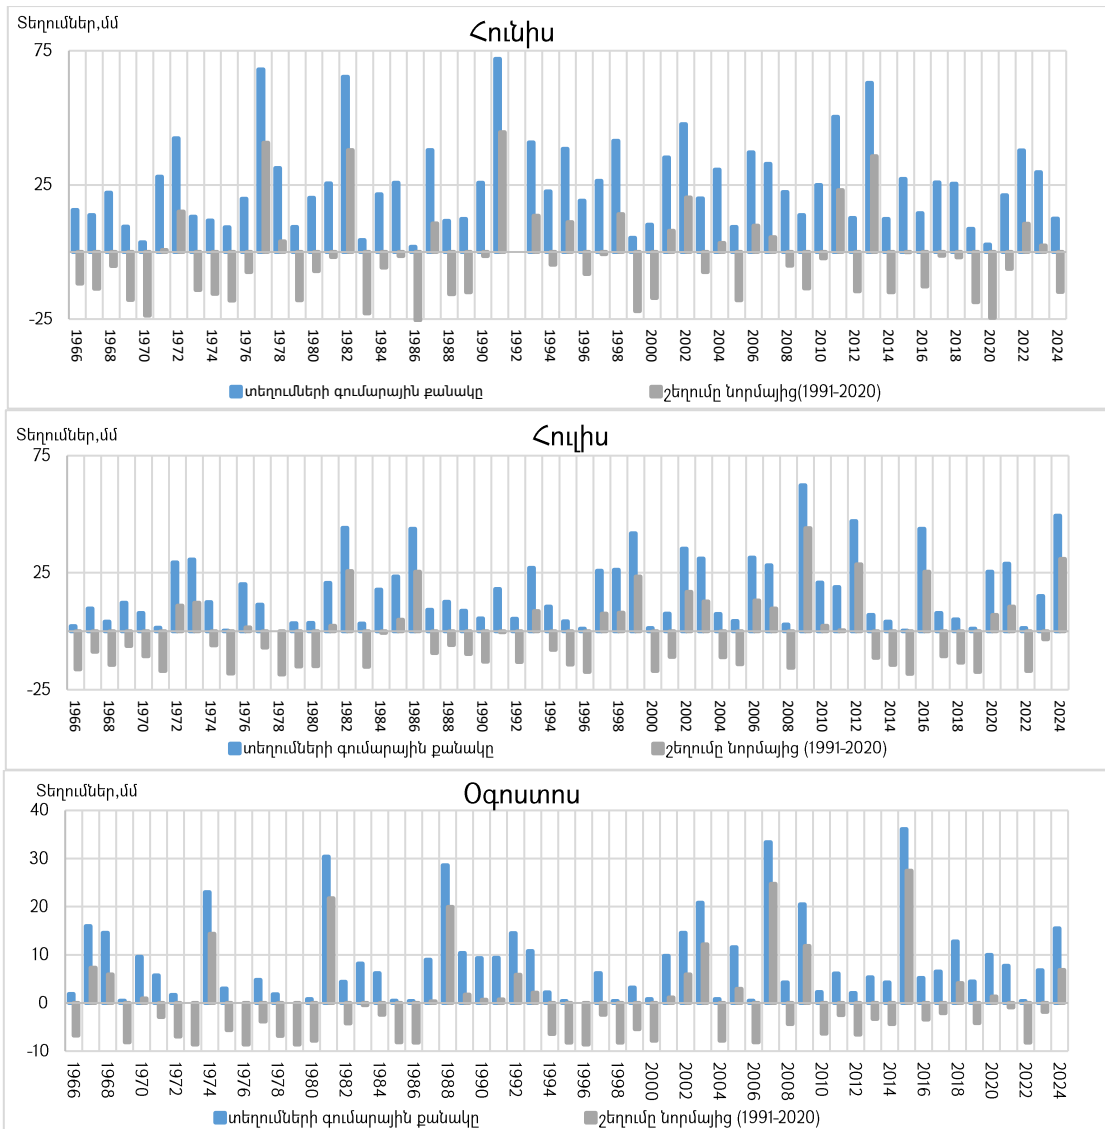 Տեղումներ,մմ
Հունիս
75
25
-25
1966 1968 1970 1972 1974 1976 1978 1980 1982 1984 1986 1988 1990 1992 1994 1996 1998 2000 2002 2004 2006 2008 2010 2012 2014 2016 2018 2020 2022 2024
տեղումների գումարային քանակը շեղումը նորմայից(1991-2020)
Տեղումներ,մմ
Հուլիս
75
25
-25
1966 1968 1970 1972 1974 1976 1978 1980 1982 1984 1986 1988 1990 1992 1994 1996 1998 2000 2002 2004 2006 2008 2010 2012 2014 2016 2018 2020 2022 2024
տեղումների գումարային քանակը շեղումը նորմայից (1991-2020)
Տեղումներ,մմ
Օգոստոս
40
30
20
10
0
-10
1966 1968 1970 1972 1974 1976 1978 1980 1982 1984 1986 1988 1990 1992 1994 1996 1998 2000 2002 2004 2006 2008 2010 2012 2014 2016 2018 2020 2022 2024
տեղումների գումարային քանակը շեղումը նորմայից (1991-2020)